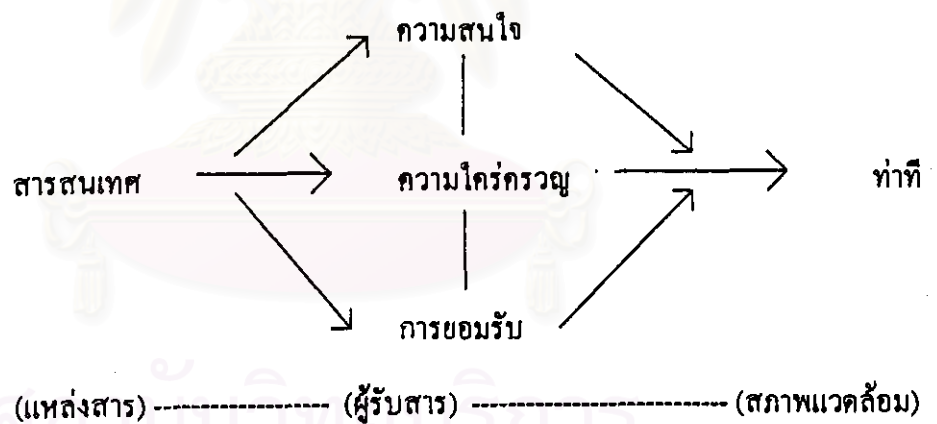 ความสนใจ
สารสนเทศ ความใคร่ครวญ ท่าที
การยอมรับ
(แหล่งสาร) ---------------- (ผู้รับสาร) ------------------------- (สภาพแวดล้อม)